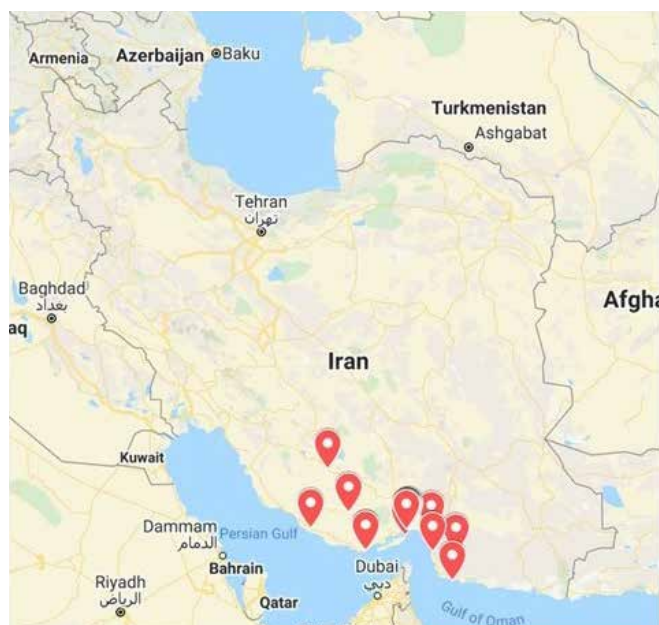 Armenia
Azerbaijan
Baku
Turkmenistan
Ashgabat
Tehran
تهران
Baghdad
بغداد
aq
Afgha
Iran
Kuwait
Dammam
الدمام
Persian Gulf
Bahrain
Dubai
دبي
Riyadh
الرياض
Qatar
Gulf of Oman